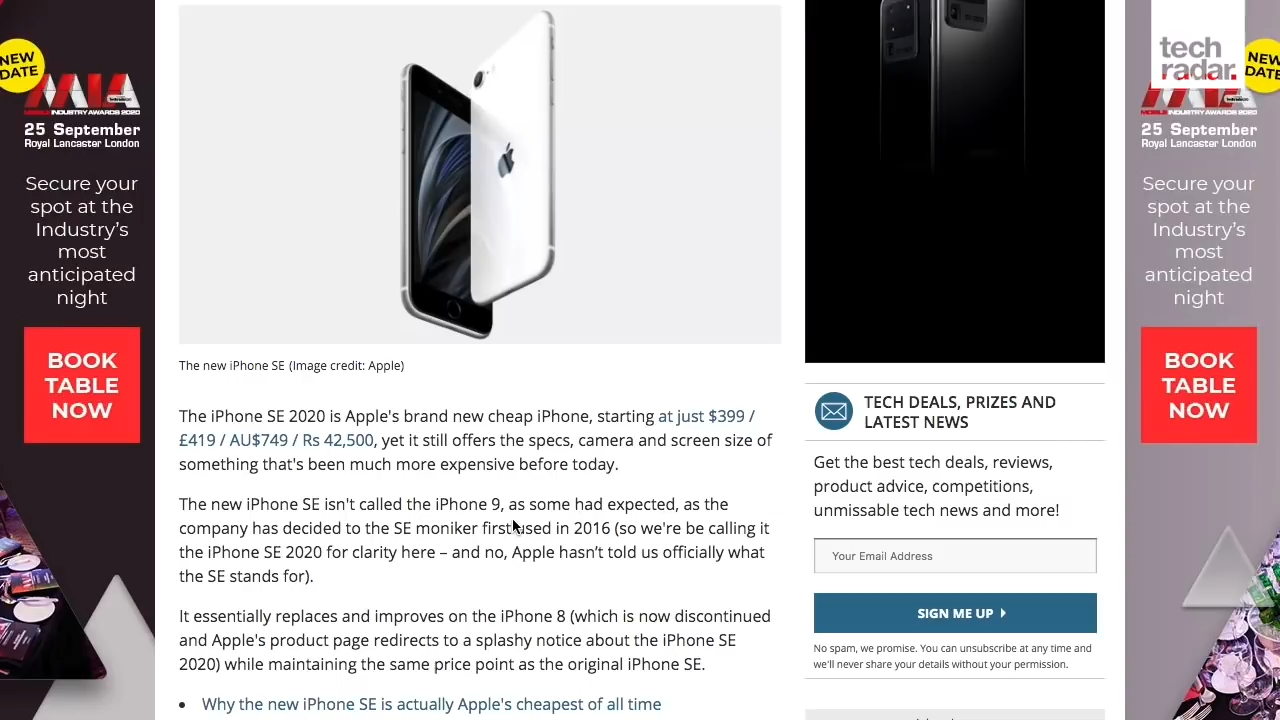 NEW
DATE
MIA
MOBILE INDUSTRY AWARDS 2020
25 September
Royal Lancaster London
Secure your
spot at the
Industry’s
most
anticipated
night
BOOK
TABLE
NOW
The new iPhone SE (Image credit: Apple)
The iPhone SE 2020 is Apple's brand new cheap iPhone, starting at just $399 /
£419 / AU$749 / Rs 42,500, yet it still offers the specs, camera and screen size of
something that's been much more expensive before today.
The new iPhone SE isn't called the iPhone 9, as some had expected, as the
company has decided to the SE moniker first used in 2016 (so we're be calling it
the iPhone SE 2020 for clarity here – and no, Apple hasn’t told us officially what
the SE stands for).
It essentially replaces and improves on the iPhone 8 (which is now discontinued
and Apple's product page redirects to a splashy notice about the iPhone SE
2020) while maintaining the same price point as the original iPhone SE.
• Why the new iPhone SE is actually Apple's cheapest of all time
TECH DEALS, PRIZES AND
LATEST NEWS
Get the best tech deals, reviews,
product advice, competitions,
unmissable tech news and more!
Your Email Address
SIGN ME UP
No spam, we promise. You can unsubscribe at any time and
we'll never share your details without your permission.
tech
radar.
NEW
DATE
MOBILE INDUSTRY AWARDS 2020
25 September
Royal Lancaster London
Secure your
spot at the
Industry’s
most
anticipated
night
BOOK
TABLE
NOW